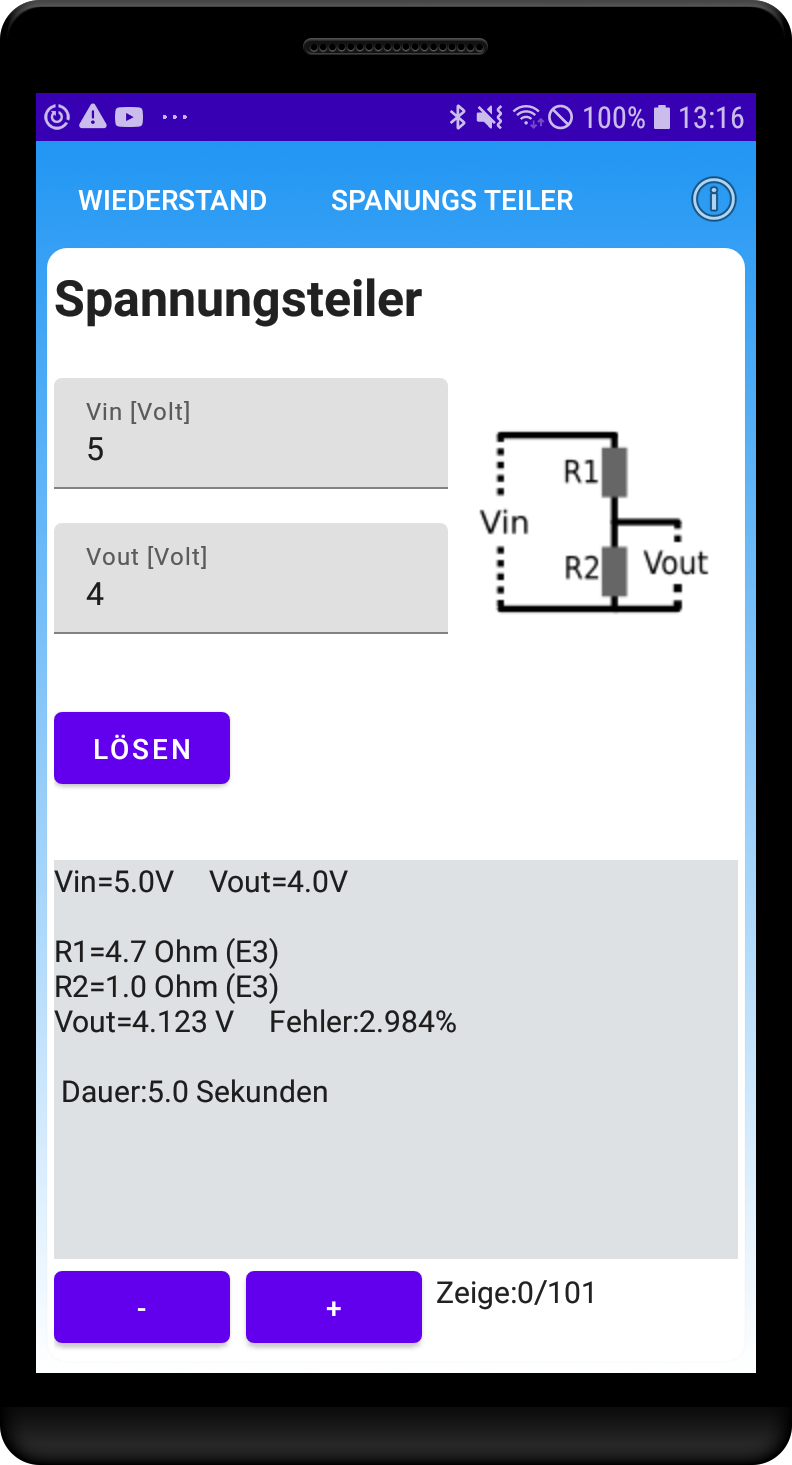 100% 13:16
WIEDERSTAND SPANUNGS TEILER
Spannungsteiler
Vin [Volt]
5
Vout [Volt]
4
R1
Vin
R2 Vout
LÖSEN
Vin=5.0V Vout=4.0V
R1=4.7 Ohm (E3)
R2=1.0 Ohm (E3)
Vout=4.123 V Fehler:2.984%
Dauer:5.0 Sekunden
- +
Zeige:0/101